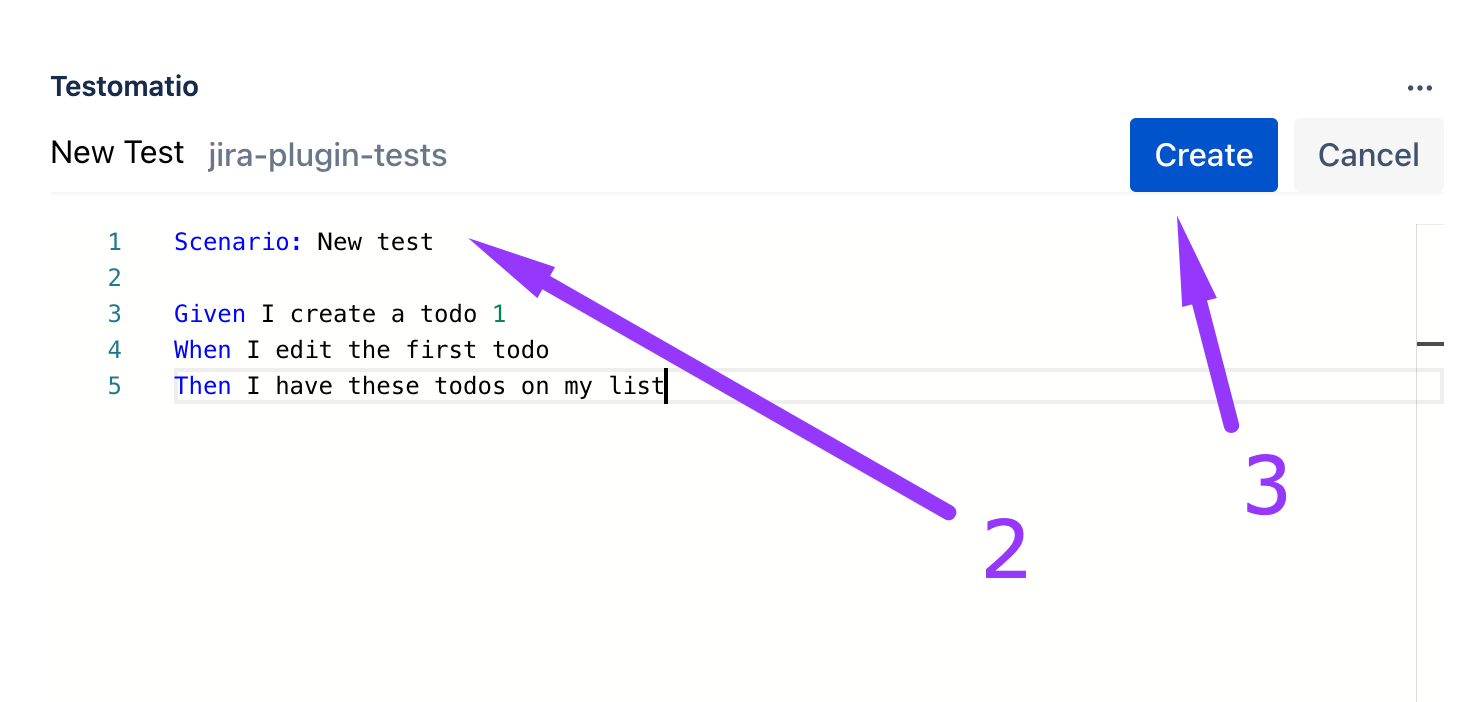 Testomatio
New Test jira-plugin-tests Create Cancel
1 Scenario: New test
2
3 Given I create a todo 1
4 When I edit the first todo
5 Then I have these todos on my list
3
2